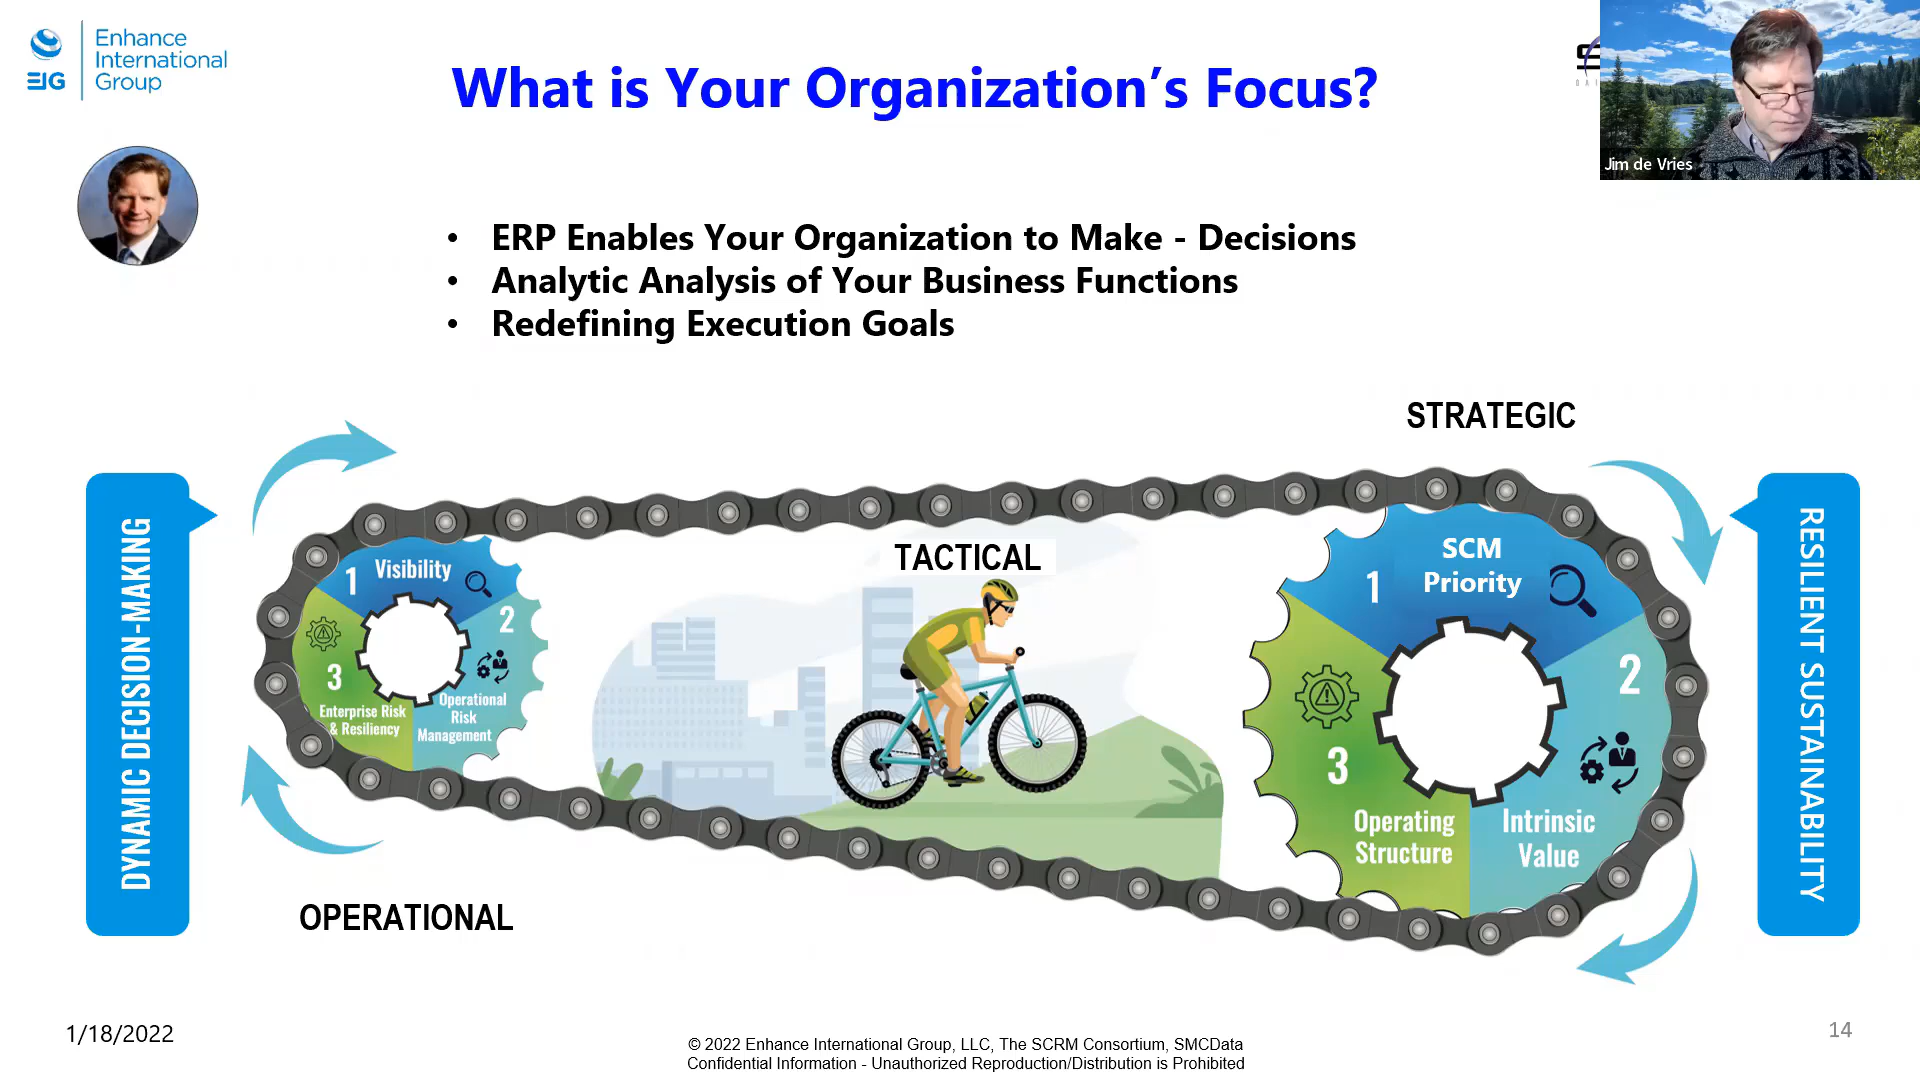 Enhance
International
Group
EIG
What is Your Organization's Focus?
Jim de Vries
• ERP Enables Your Organization to Make - Decisions
• Analytic Analysis of Your Business Functions
• Redefining Execution Goals
STRATEGIC
DYNAMIC DECISION-MAKING
RESILIENT SUSTAINABILITY
TACTICAL
1 Visibility
2
Operational
Risk
Management
3
Enterprise Risk
& Resiliency
1
SCM
Priority
2
Intrinsic
Value
3
Operating
Structure
OPERATIONAL
1/18/2022
© 2022 Enhance International Group, LLC, The SCRM Consortium, SMCData
Confidential Information - Unauthorized Reproduction/Distribution is Prohibited
14